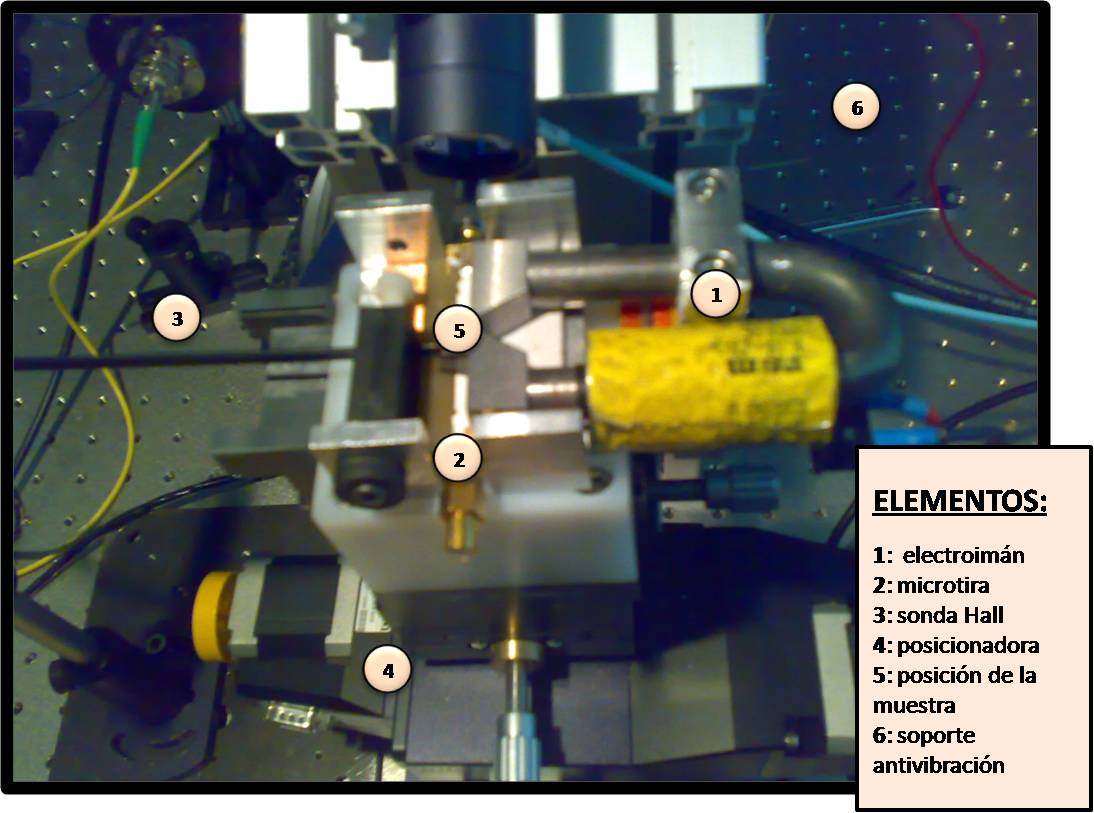 6
1
3
5
2
4
ELEMENTOS:
1: electroimán
2: microtira
3: sonda Hall
4: posicionadora
5: posición de la
muestra
6: soporte
antivibración